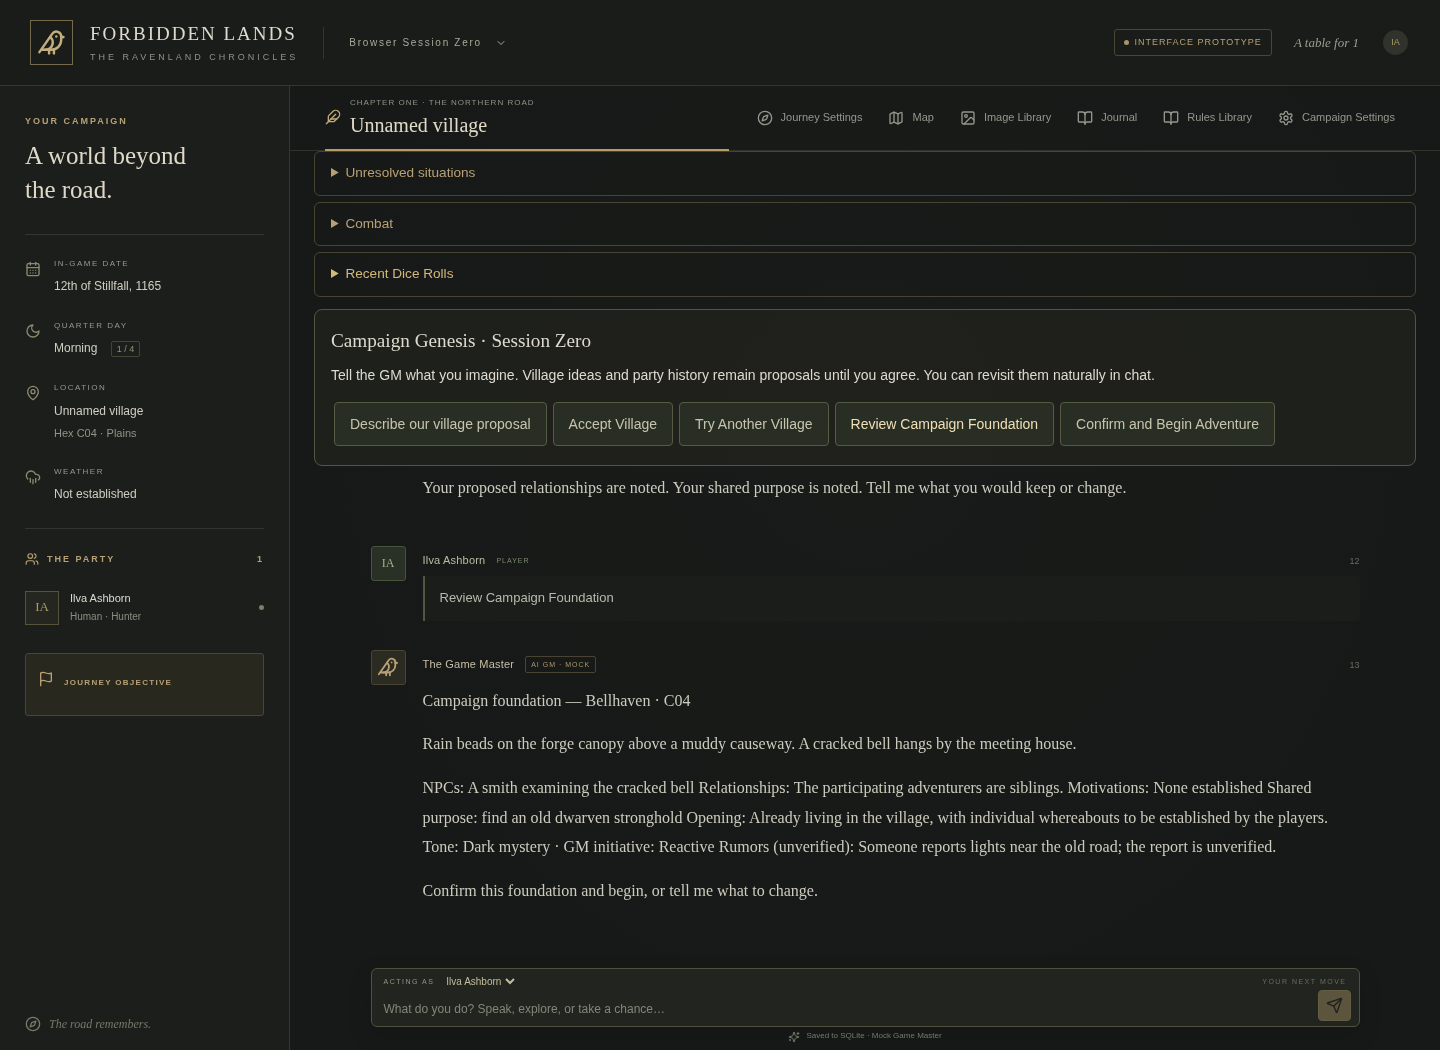 FORBIDDEN LANDS
THE RAVENLAND CHRONICLES
Browser Session Zero
INTERFACE PROTOTYPE
A table for 1
IA
YOUR CAMPAIGN
A world beyond
the road.
IN-GAME DATE
12th of Stillfall, 1165
QUARTER DAY
Morning 1 / 4
LOCATION
Unnamed village
Hex C04 · Plains
WEATHER
Not established
THE PARTY 1
IA
Ilva Ashborn
Human · Hunter
JOURNEY OBJECTIVE
The road remembers.
CHAPTER ONE · THE NORTHERN ROAD
Unnamed village
Journey Settings
Map
Image Library
Journal
Rules Library
Campaign Settings
Unresolved situations
Combat
Recent Dice Rolls
Campaign Genesis · Session Zero
Tell the GM what you imagine. Village ideas and party history remain proposals until you agree. You can revisit them naturally in chat.
Describe our village proposal
Accept Village
Try Another Village
Review Campaign Foundation
Confirm and Begin Adventure
Your proposed relationships are noted. Your shared purpose is noted. Tell me what you would keep or change.
IA
Ilva Ashborn PLAYER 12
Review Campaign Foundation
The Game Master AI GM · MOCK 13
Campaign foundation — Bellhaven · C04
Rain beads on the forge canopy above a muddy causeway. A cracked bell hangs by the meeting house.
NPCs: A smith examining the cracked bell Relationships: The participating adventurers are siblings. Motivations: None established Shared
purpose: find an old dwarven stronghold Opening: Already living in the village, with individual whereabouts to be established by the players.
Tone: Dark mystery · GM initiative: Reactive Rumors (unverified): Someone reports lights near the old road; the report is unverified.
Confirm this foundation and begin, or tell me what to change.
ACTING AS Ilva Ashborn YOUR NEXT MOVE
What do you do? Speak, explore, or take a chance…
Saved to SQLite · Mock Game Master